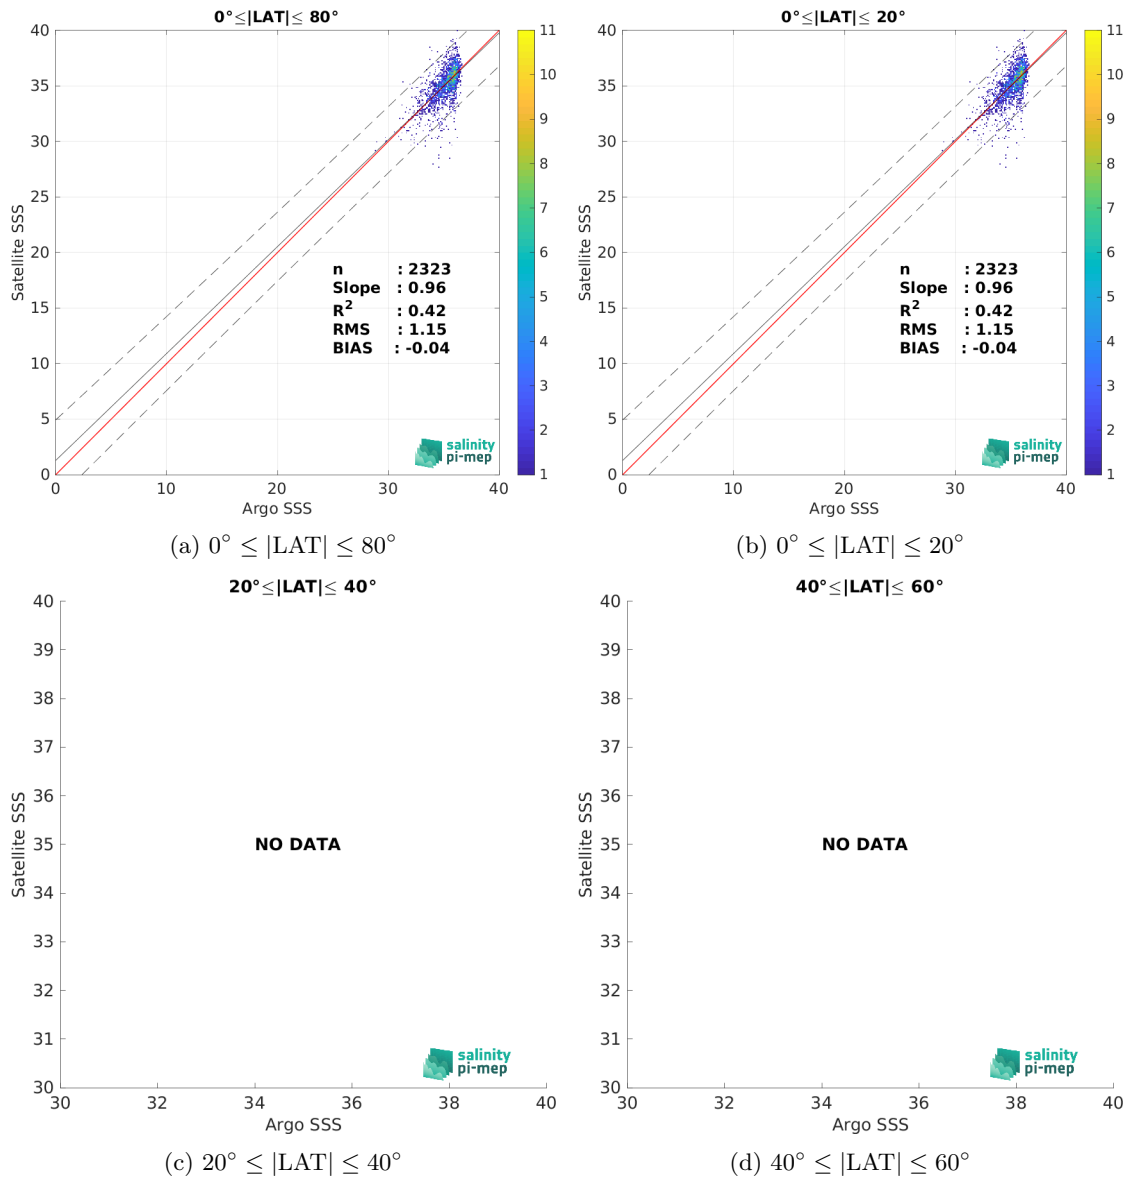 0°≤|LAT|≤ 80°
40
35
30
25
20
15
10
5
0
0
10
20
30
40
Satellite SSS
Argo SSS
n : 2323
Slope : 0.96
R² : 0.42
RMS : 1.15
BIAS : -0.04
salinity
pi-mep
11
10
9
8
7
6
5
4
3
2
1
(a) 0° ≤ |LAT| ≤ 80°
0°≤|LAT|≤ 20°
40
35
30
25
20
15
10
5
0
0
10
20
30
40
Satellite SSS
Argo SSS
n : 2323
Slope : 0.96
R² : 0.42
RMS : 1.15
BIAS : -0.04
salinity
pi-mep
11
10
9
8
7
6
5
4
3
2
1
(b) 0° ≤ |LAT| ≤ 20°
20°≤|LAT|≤ 40°
40
39
38
37
36
35
34
33
32
31
30
30
32
34
36
38
40
Satellite SSS
Argo SSS
NO DATA
salinity
pi-mep
(c) 20° ≤ |LAT| ≤ 40°
40°≤|LAT|≤ 60°
40
39
38
37
36
35
34
33
32
31
30
30
32
34
36
38
40
Satellite SSS
Argo SSS
NO DATA
salinity
pi-mep
(d) 40° ≤ |LAT| ≤ 60°